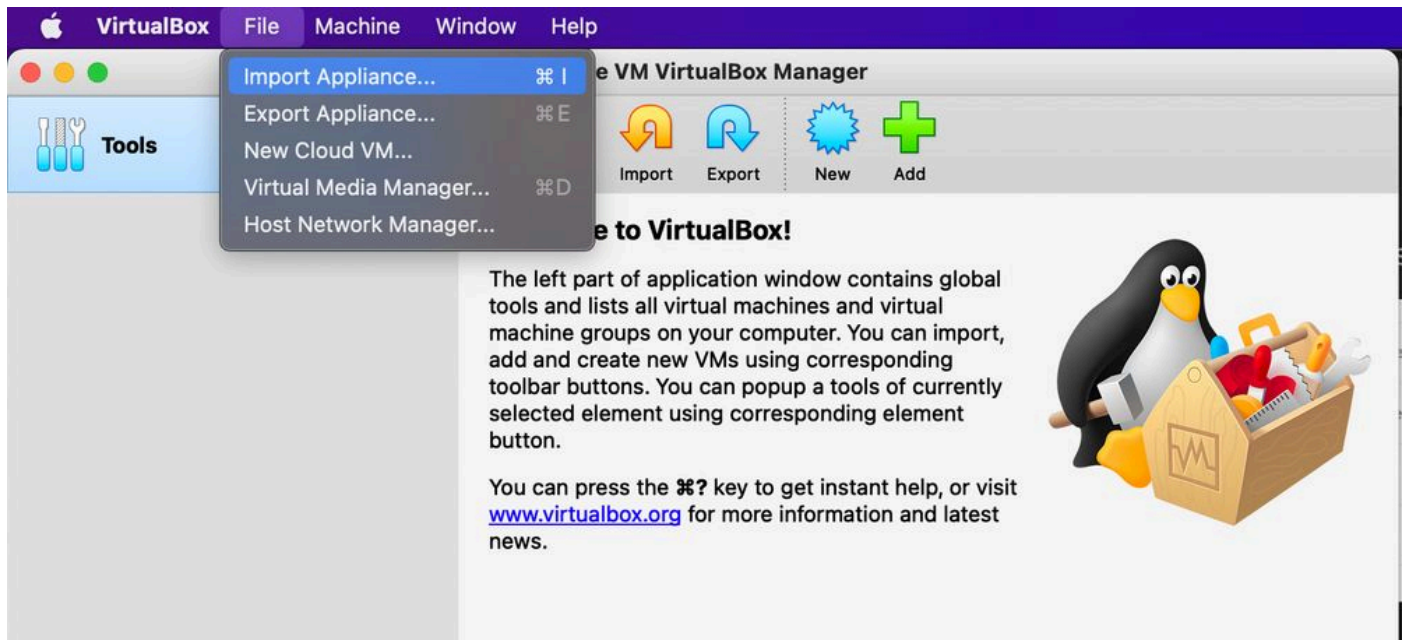 VirtualBox File Machine Window Help
e VM VirtualBox Manager
Import Appliance... ⌘ I
Export Appliance... ⌘ E
New Cloud VM...
Virtual Media Manager... ⌘ D
Host Network Manager...
Tools
Import Export New Add
e to VirtualBox!
The left part of application window contains global
tools and lists all virtual machines and virtual
machine groups on your computer. You can import,
add and create new VMs using corresponding
toolbar buttons. You can popup a tools of currently
selected element using corresponding element
button.
You can press the ⌘? key to get instant help, or visit
www.virtualbox.org for more information and latest
news.